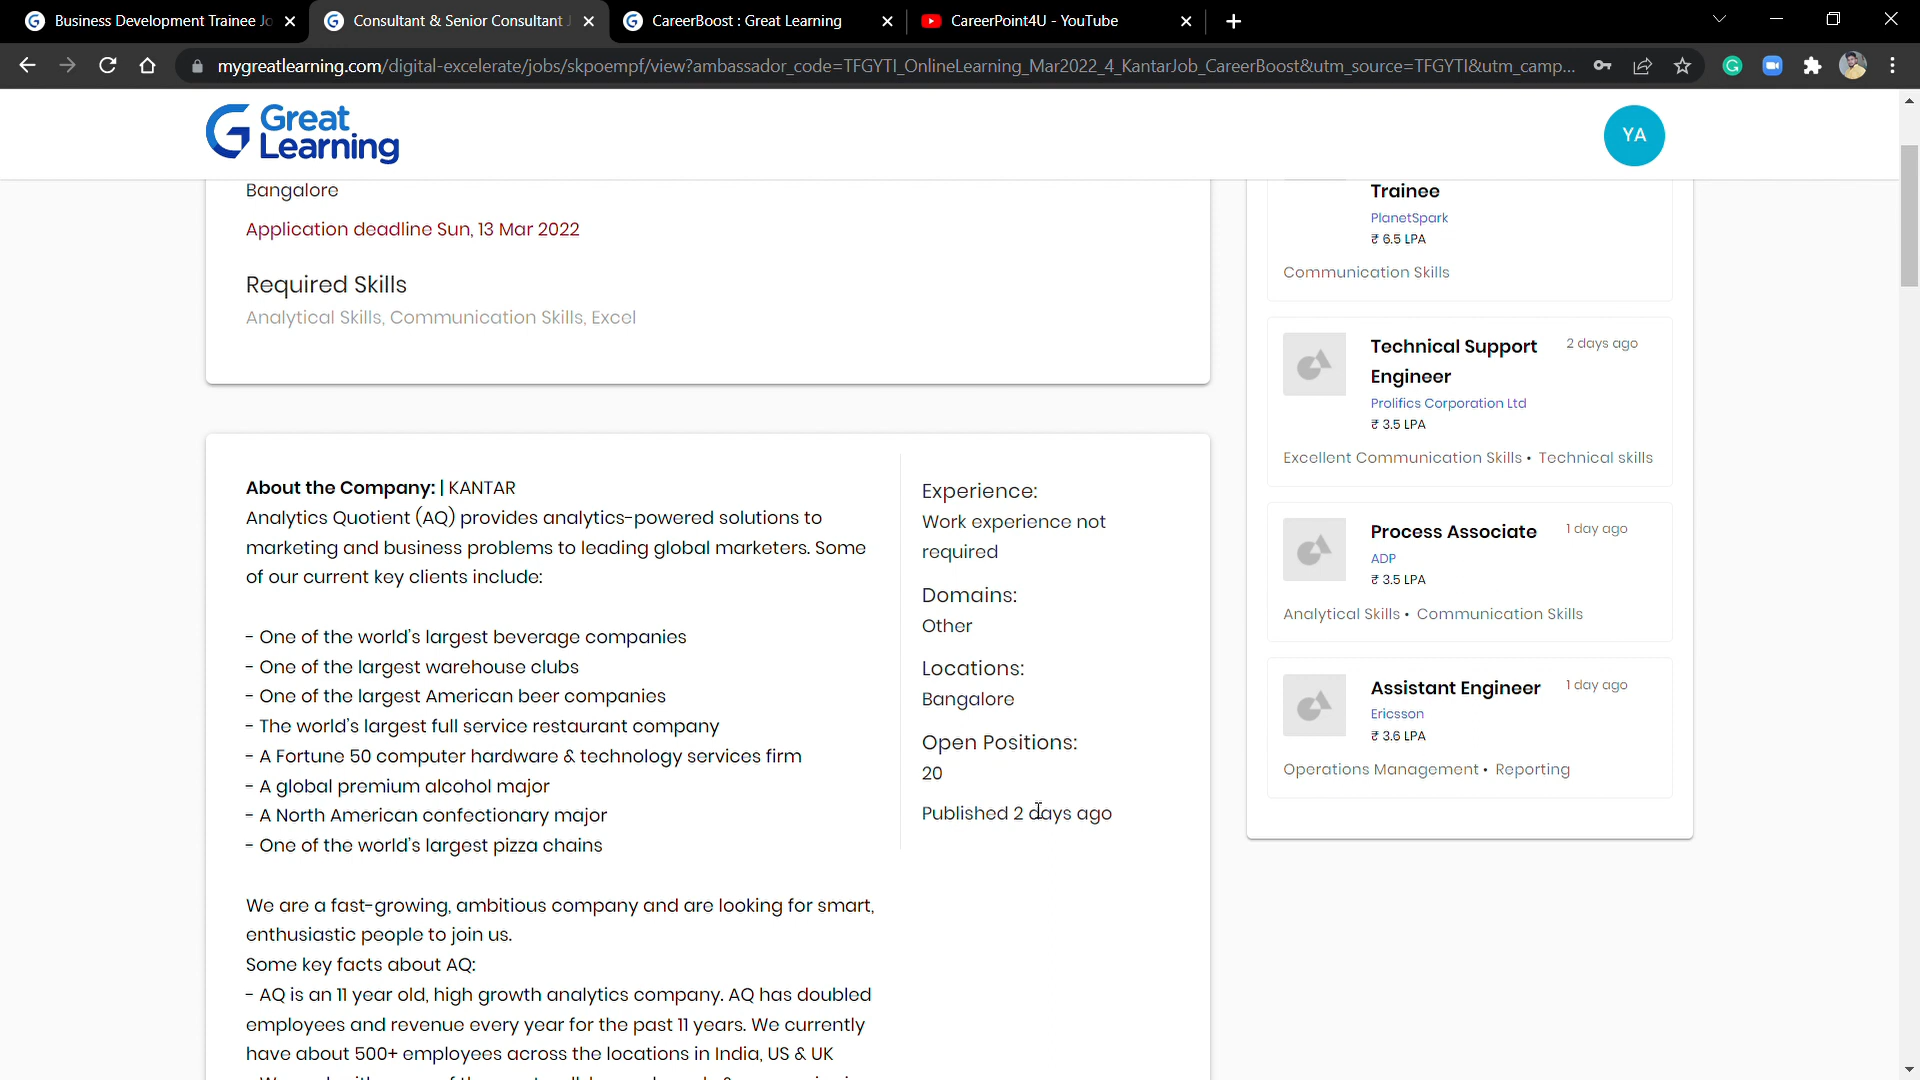 Business Development Trainee Jo
Consultant & Senior Consultant J
CareerBoost : Great Learning
CareerPoint4U - YouTube
mygreatlearning.com/digital-excelerate/jobs/skpoempf/view?ambassador_code=TFGYTI_OnlineLearning_Mar2022_4_KantarJob_CareerBoost&utm_source=TFGYTI&utm_camp...
Great
Learning
YA
Bangalore
Application deadline Sun, 13 Mar 2022
Required Skills
Analytical Skills, Communication Skills, Excel
About the Company: | KANTAR
Analytics Quotient (AQ) provides analytics-powered solutions to
marketing and business problems to leading global marketers. Some
of our current key clients include:
- One of the world's largest beverage companies
- One of the largest warehouse clubs
- One of the largest American beer companies
- The world's largest full service restaurant company
- A Fortune 50 computer hardware & technology services firm
- A global premium alcohol major
- A North American confectionary major
- One of the world's largest pizza chains
We are a fast-growing, ambitious company and are looking for smart,
enthusiastic people to join us.
Some key facts about AQ:
- AQ is an 11 year old, high growth analytics company. AQ has doubled
employees and revenue every year for the past 11 years. We currently
have about 500+ employees across the locations in India, US & UK
Experience:
Work experience not
required
Domains:
Other
Locations:
Bangalore
Open Positions:
20
Published 2 days ago
Trainee
PlanetSpark
₹ 6.5 LPA
Communication Skills
Technical Support
Engineer
2 days ago
Prolifics Corporation Ltd
₹ 3.5 LPA
Excellent Communication Skills • Technical skills
Process Associate
1 day ago
ADP
₹ 3.5 LPA
Analytical Skills • Communication Skills
Assistant Engineer
1 day ago
Ericsson
₹ 3.6 LPA
Operations Management • Reporting